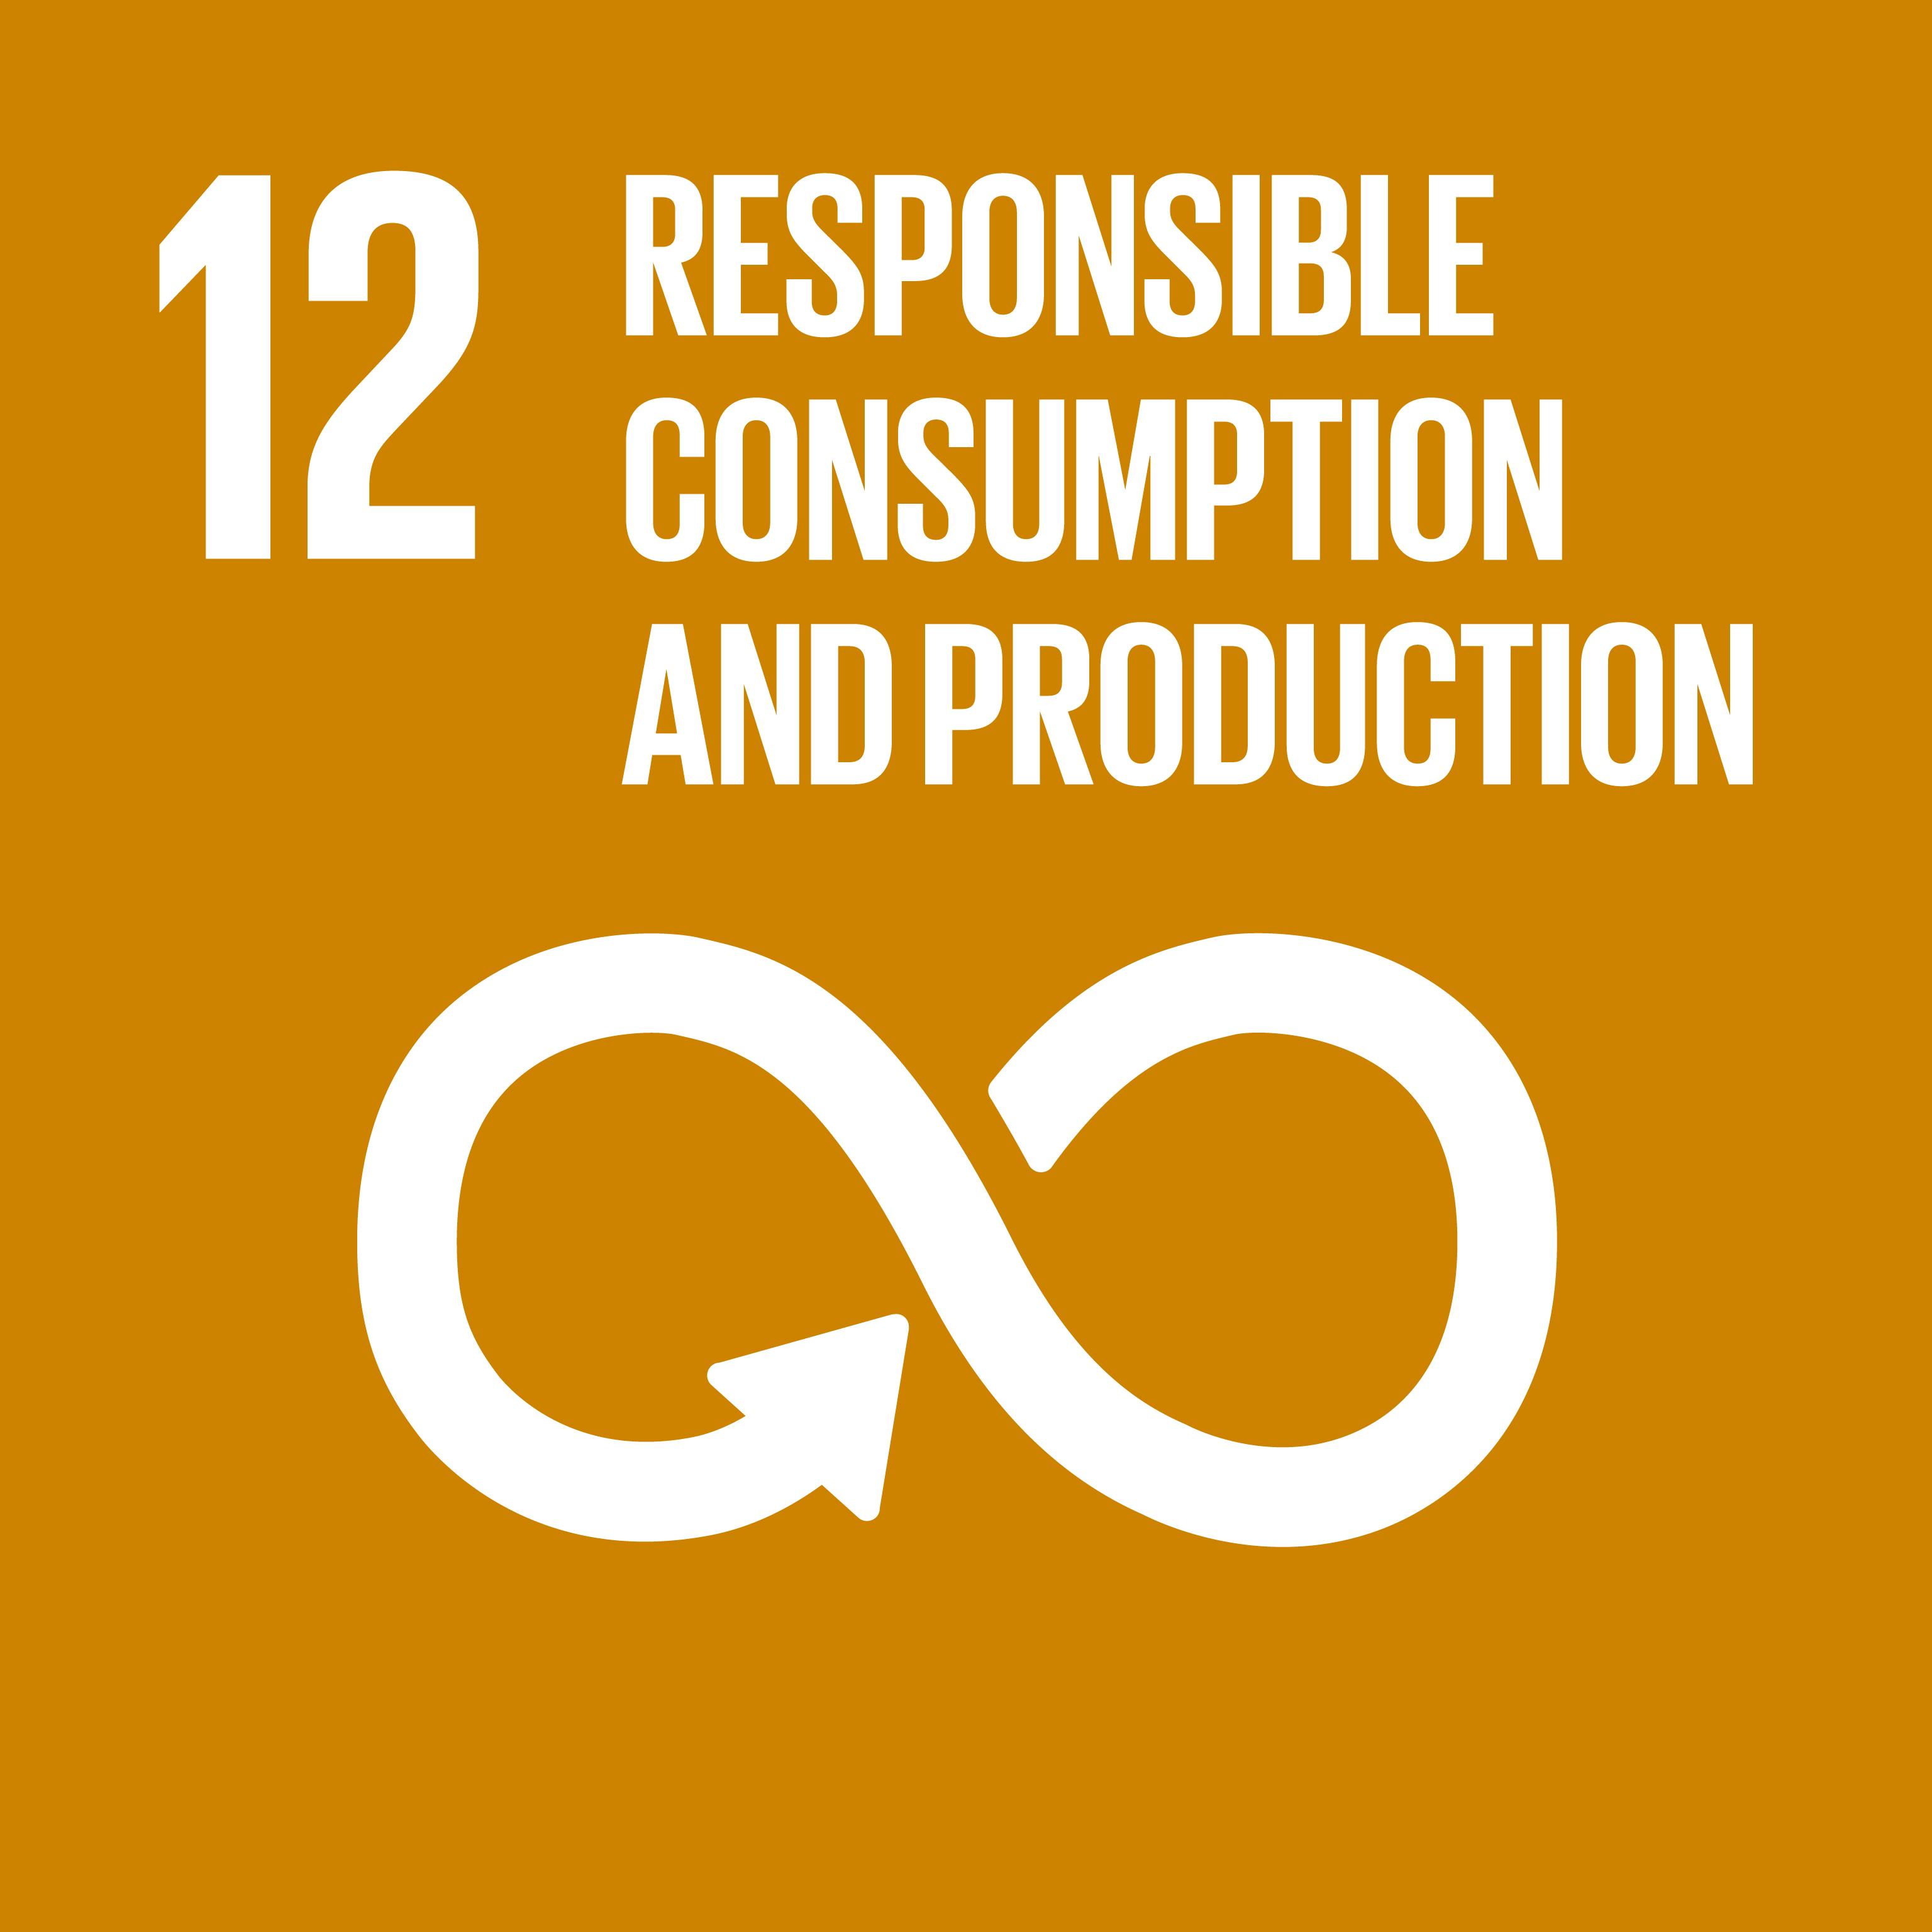 12 RESPONSIBLE
CONSUMPTION
AND PRODUCTION